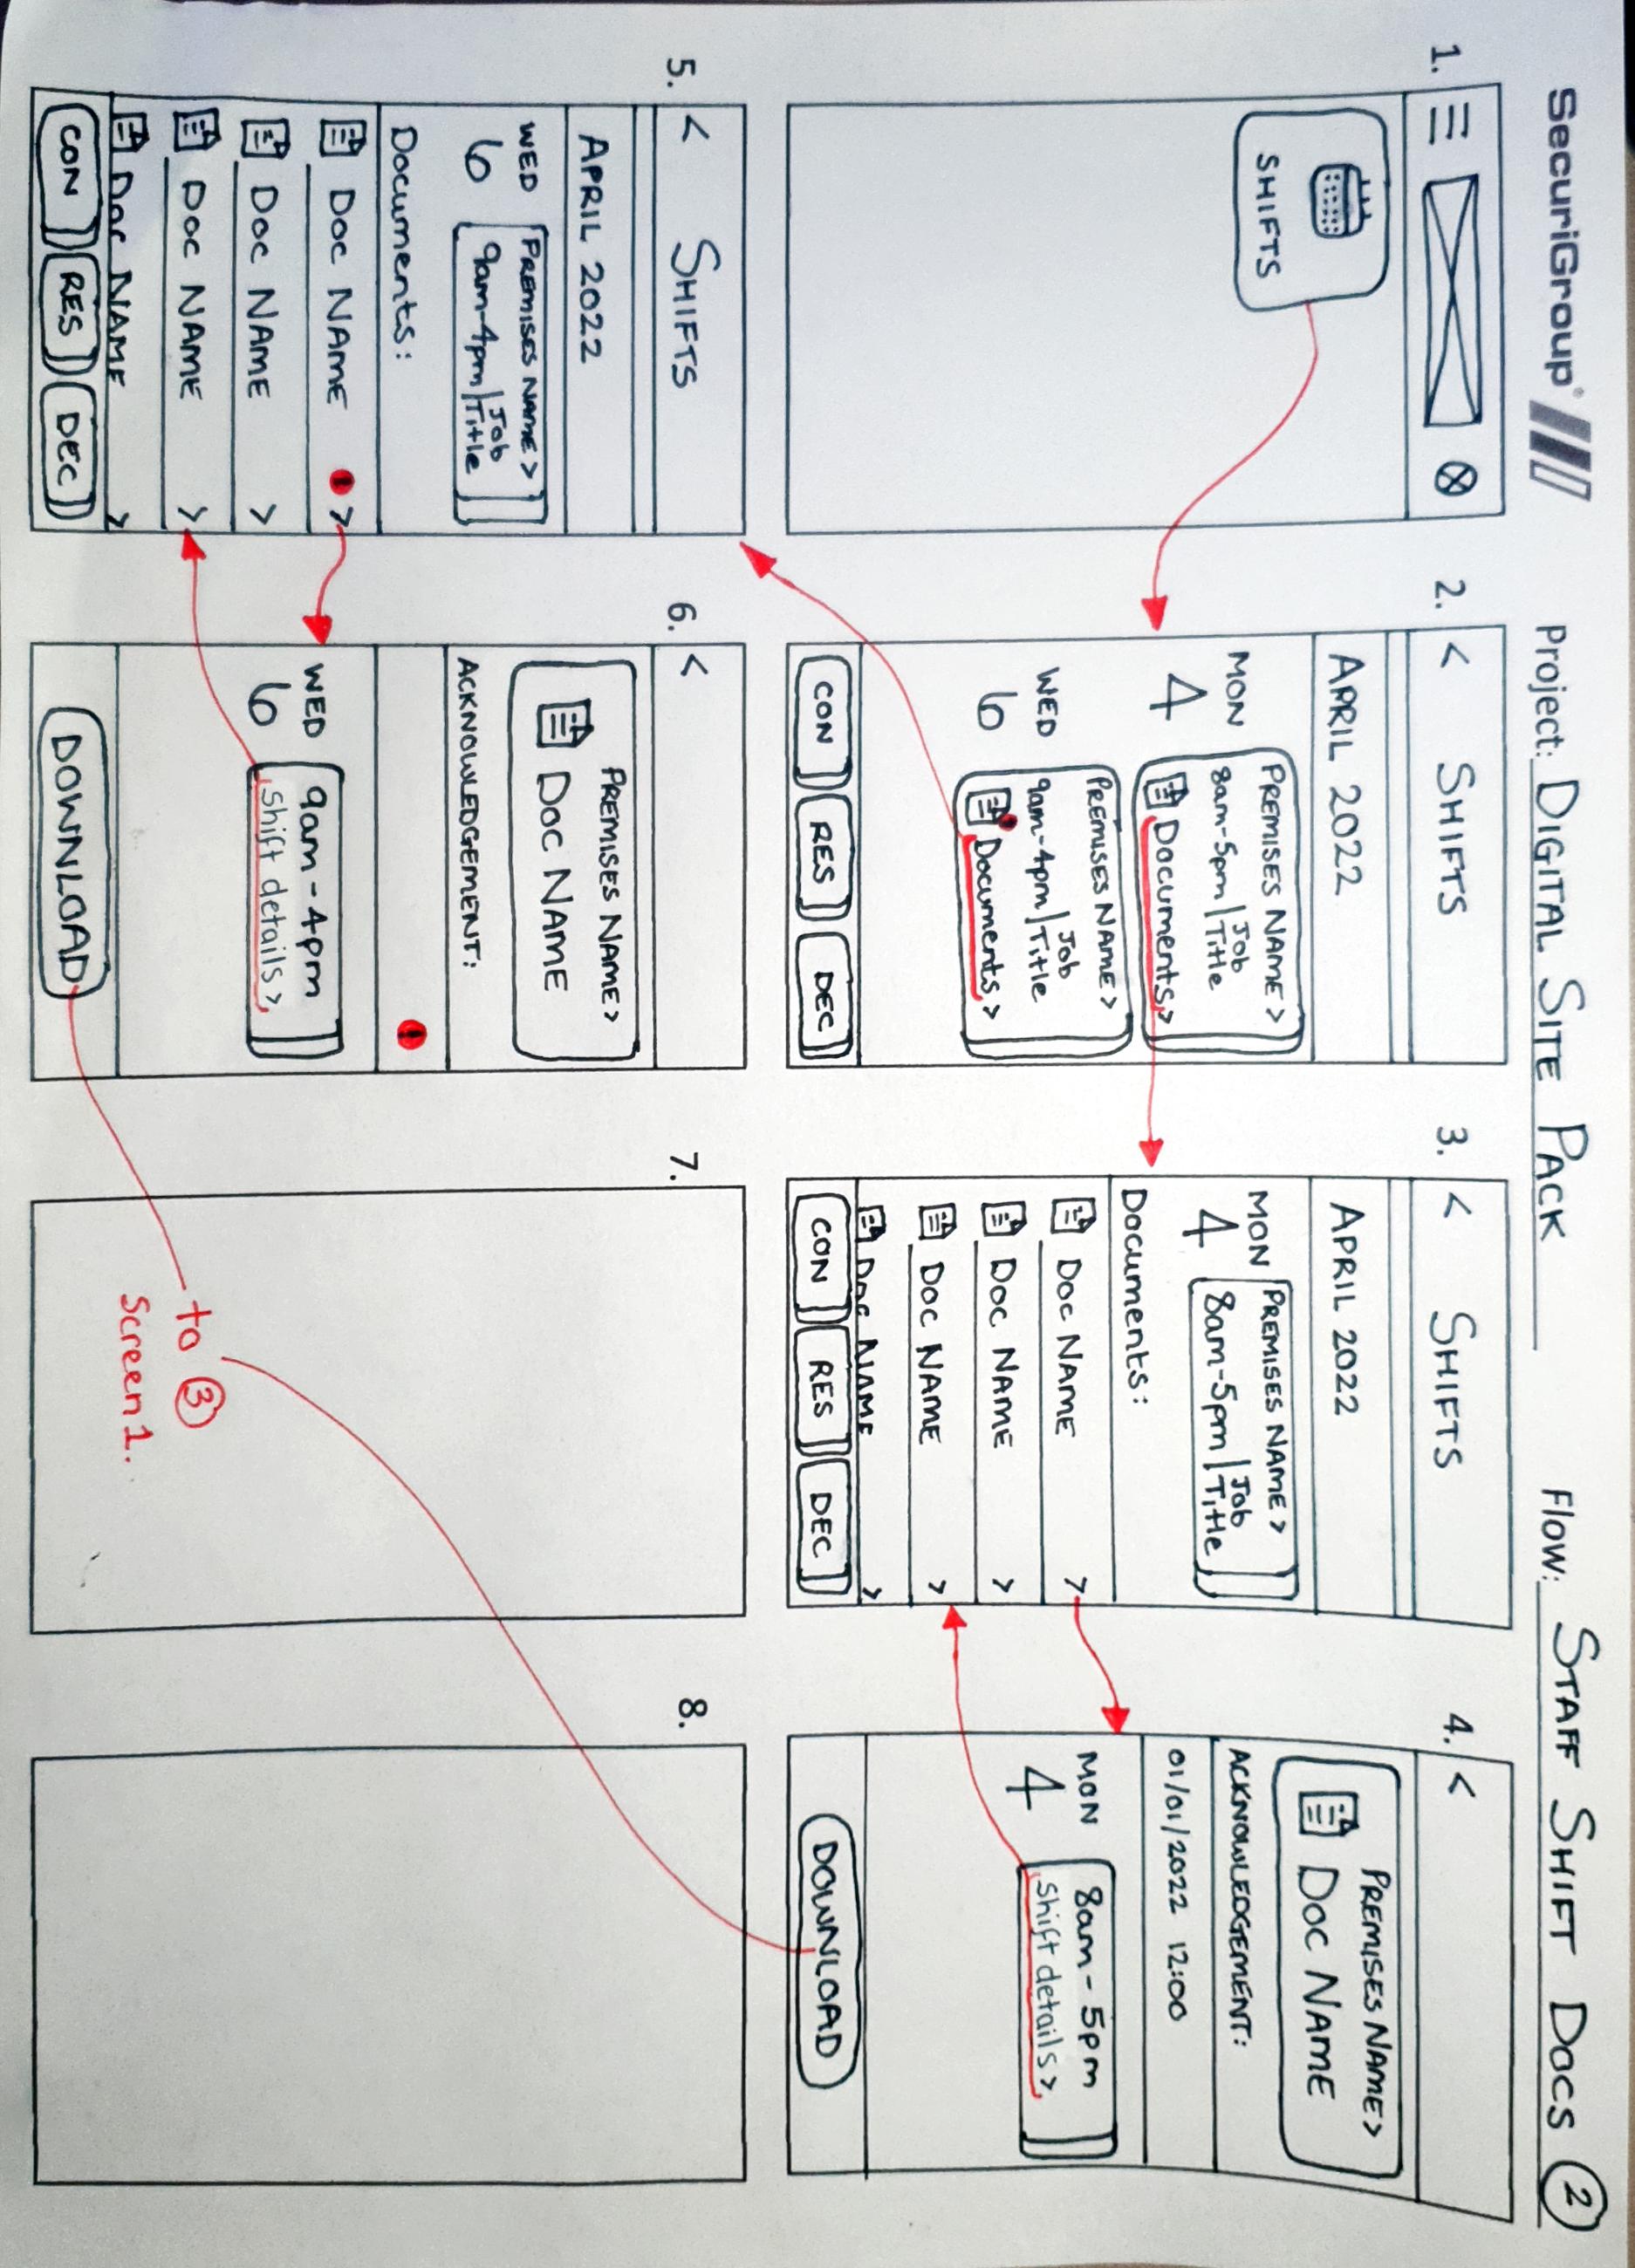 SecuriGroup
Project: DIGITAL SITE PACK
Flow: STAFF SHIFT DOCS 2
1.
SHIFTS
2.
< SHIFTS
APRIL 2022
MON
4
PREMISES NAME >
8am-5pm | Job Title
Documents >
WED
6
PREMISES NAME >
9am-4pm | Job Title
Documents >
CON RES DEC
3.
< SHIFTS
APRIL 2022
MON
4
PREMISES NAME >
8am-5pm | Job Title
Documents:
DOC NAME >
DOC NAME >
DOC NAME >
DOC NAME >
CON RES DEC
4.
<
PREMISES NAME >
DOC NAME
ACKNOWLEDGEMENT:
01/01/2022 12:00
MON
4
8am-5pm
Shift details >
DOWNLOAD
5.
< SHIFTS
APRIL 2022
WED
6
PREMISES NAME >
9am-4pm | Job Title
Documents:
DOC NAME ! >
DOC NAME >
DOC NAME >
DOC NAME >
CON RES DEC
6.
<
PREMISES NAME >
DOC NAME
ACKNOWLEDGEMENT:
!
WED
6
9am-4pm
Shift details >
DOWNLOAD
7.
to 3
Screen 1.
8.